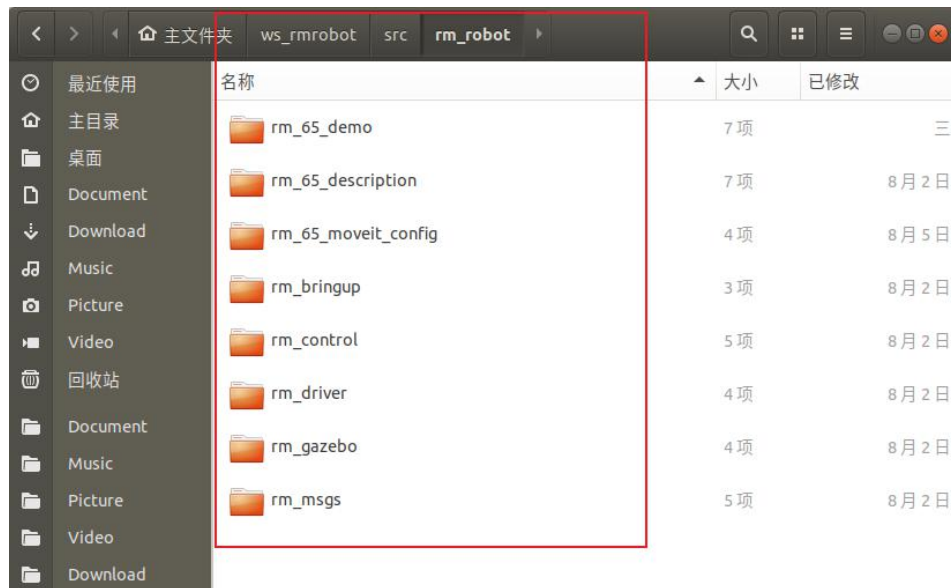 主文件夹 ws_rmrobot src rm_robot
名称 大小 已修改
最近使用
主目录
桌面
Document
Download
Music
Picture
Video
回收站
Document
Music
Picture
Video
Download
rm_65_demo 7 项 三
rm_65_description 7 项 8月2日
rm_65_moveit_config 4 项 8月5日
rm_bringup 3 项 8月2日
rm_control 5 项 8月2日
rm_driver 4 项 8月2日
rm_gazebo 4 项 8月2日
rm_msgs 5 项 8月2日